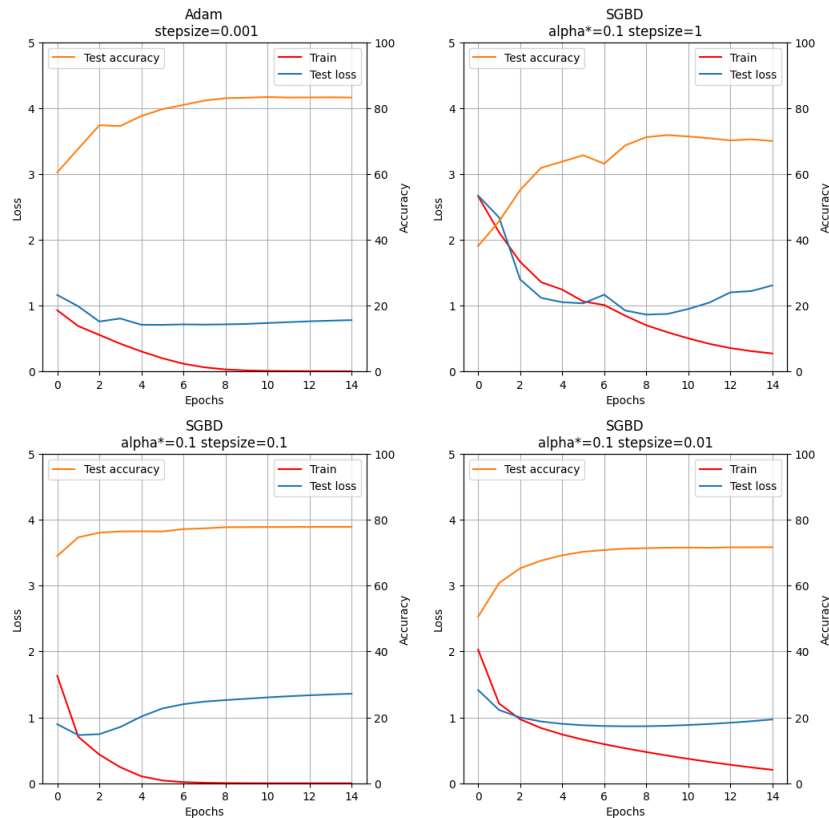 Adam
stepsize=0.001
Test accuracy
Train
Test loss
Loss
Accuracy
Epochs
0 1 2 3 4 5
0 20 40 60 80 100
0 2 4 6 8 10 12 14
SGBD
alpha*=0.1 stepsize=1
Test accuracy
Train
Test loss
Loss
Accuracy
Epochs
0 1 2 3 4 5
0 20 40 60 80 100
0 2 4 6 8 10 12 14
SGBD
alpha*=0.1 stepsize=0.1
Test accuracy
Train
Test loss
Loss
Accuracy
Epochs
0 1 2 3 4 5
0 20 40 60 80 100
0 2 4 6 8 10 12 14
SGBD
alpha*=0.1 stepsize=0.01
Test accuracy
Train
Test loss
Loss
Accuracy
Epochs
0 1 2 3 4 5
0 20 40 60 80 100
0 2 4 6 8 10 12 14